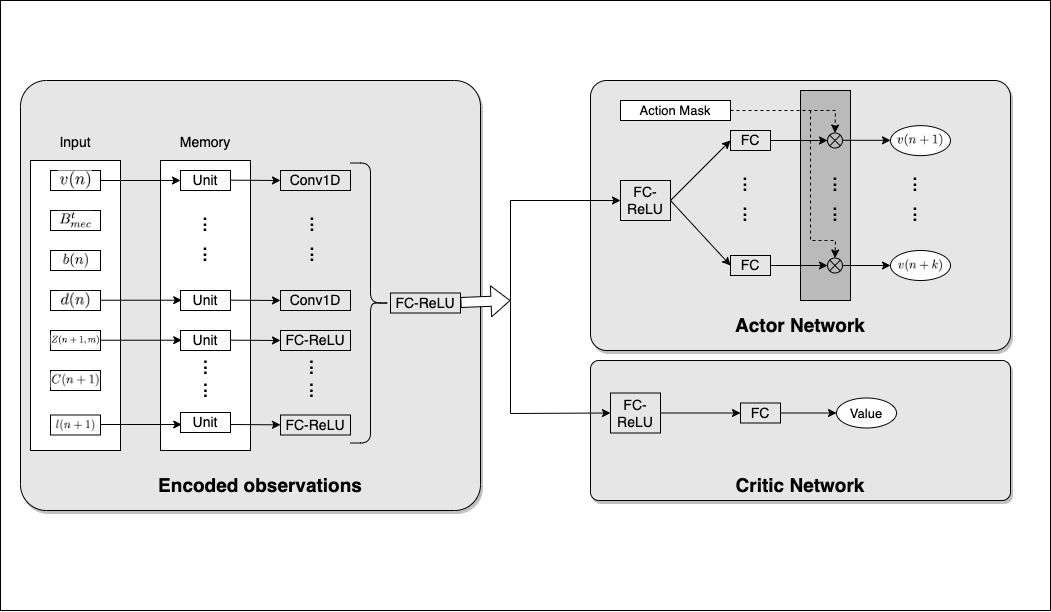 Input
Memory
v(n)
Unit
Conv1D
B^t_{mec}
b(n)
d(n)
Unit
Conv1D
Z(n+1,m)
Unit
FC-ReLU
C(n+1)
l(n+1)
Unit
FC-ReLU
FC-ReLU
Encoded observations
Action Mask
FC
v(n+1)
FC-
ReLU
FC
v(n+k)
Actor Network
FC-
ReLU
FC
Value
Critic Network